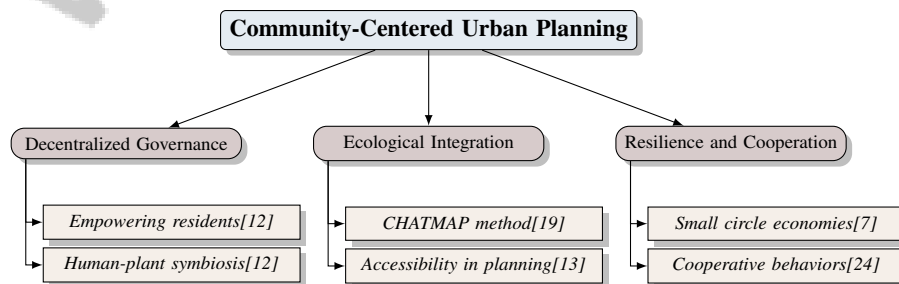 Community-Centered Urban Planning
Decentralized Governance
Ecological Integration
Resilience and Cooperation
Empowering residents[12]
CHATMAP method[19]
Small circle economies[7]
Human-plant symbiosis[12]
Accessibility in planning[13]
Cooperative behaviors[24]